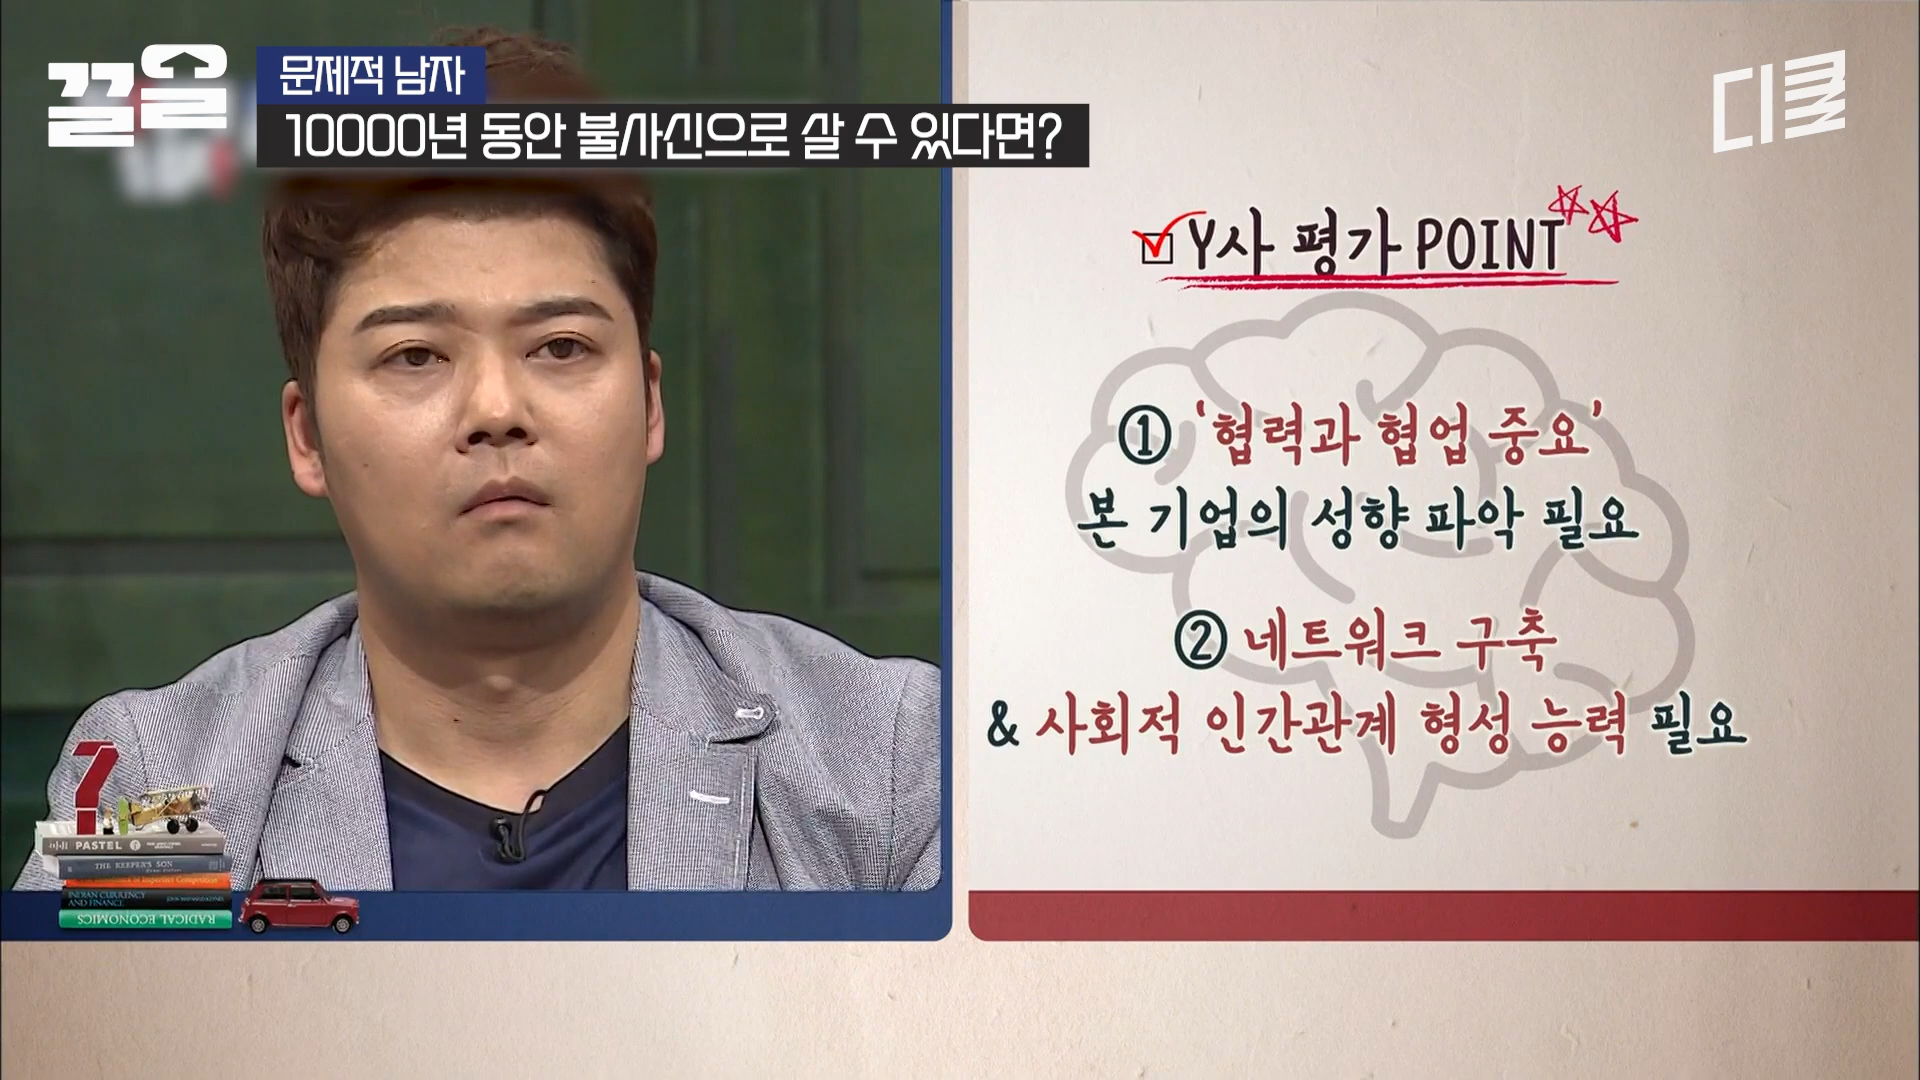 끌올
문제적 남자
10000년 동안 불사신으로 살 수 있다면?
디클
Y사 평가 POINT
① ‘협력과 협업 중요’
본 기업의 성향 파악 필요
② 네트워크 구축
& 사회적 인간관계 형성 능력 필요
?
PASTEL
THE KEEPER'S SON
of Imperfect Competition
INDIAN CURRENCY
AND FINANCE
RADICAL ECONOMICS